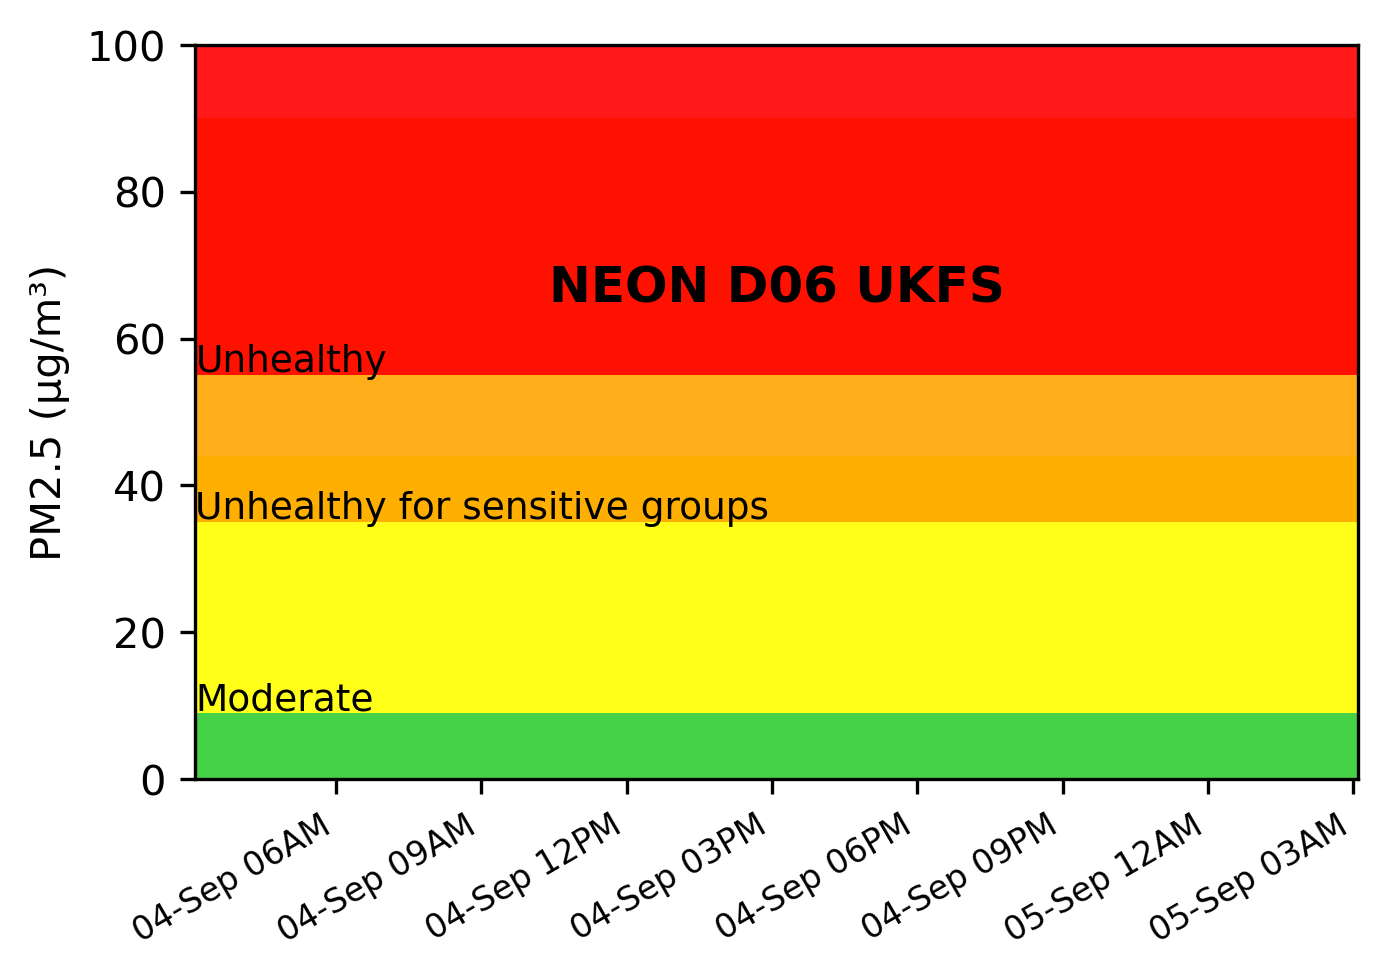 100
80
60
40
20
0
PM2.5 (µg/m³)
NEON D06 UKFS
Unhealthy
Unhealthy for sensitive groups
Moderate
04-Sep 06AM
04-Sep 09AM
04-Sep 12PM
04-Sep 03PM
04-Sep 06PM
04-Sep 09PM
05-Sep 12AM
05-Sep 03AM